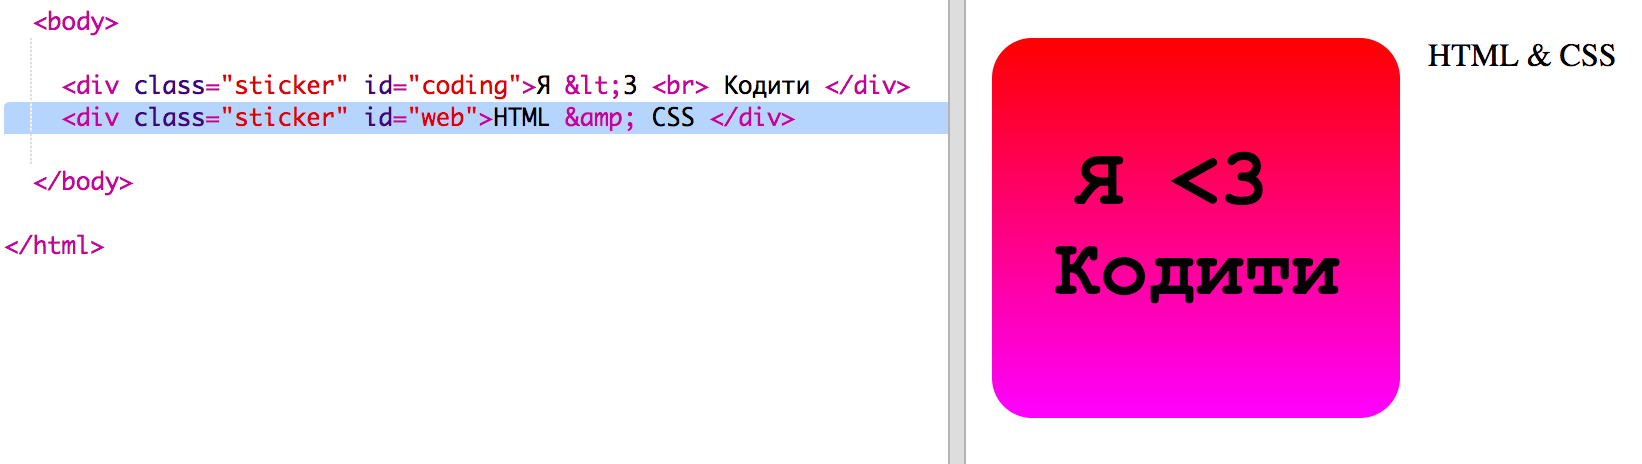 <body>
<div class="sticker" id="coding">Я &lt;3 <br> Кодити </div>
<div class="sticker" id="web">HTML &amp; CSS </div>
</body>
</html>
Я <3
Кодити
HTML & CSS